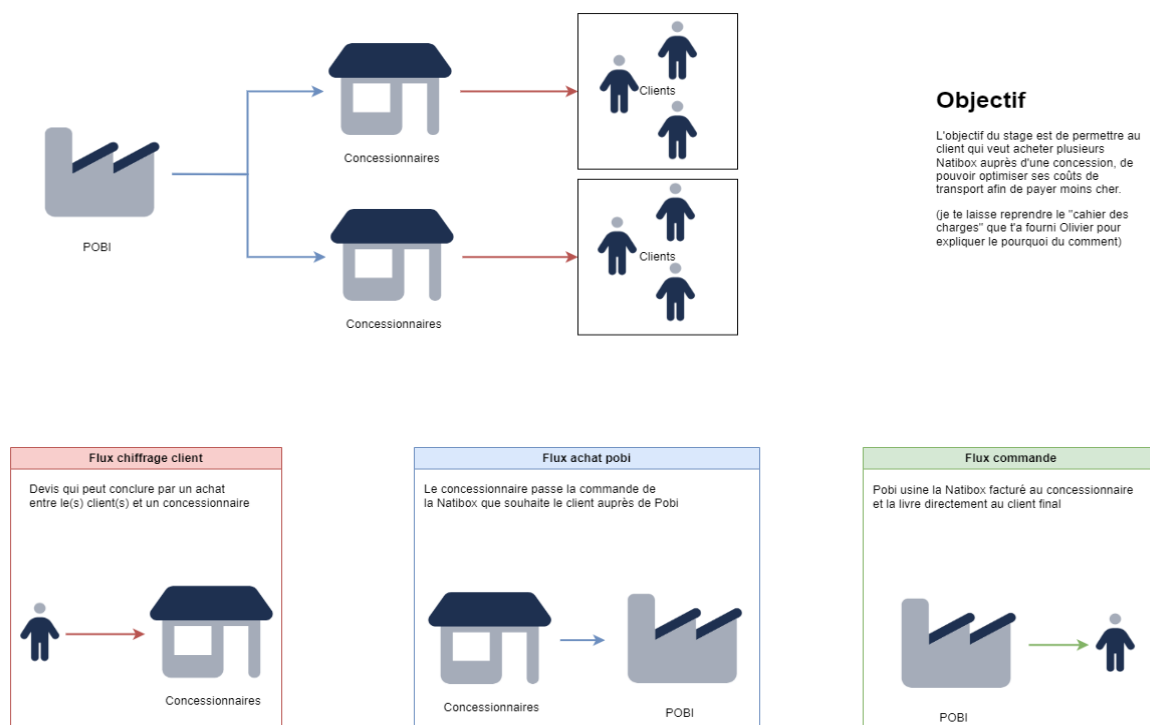 Clients
Concessionnaires
POBI
Clients
Concessionnaires
Objectif
L'objectif du stage est de permettre au
client qui veut acheter plusieurs
Natibox auprès d'une concession, de
pouvoir optimiser ses coûts de
transport afin de payer moins cher.
(je te laisse reprendre le "cahier des
charges" que t'a fourni Olivier pour
expliquer le pourquoi du comment)
Flux chiffrage client
Devis qui peut conclure par un achat
entre le(s) client(s) et un concessionnaire
Concessionnaires
Flux achat pobi
Le concessionnaire passe la commande de
la Natibox que souhaite le client auprès de Pobi
Concessionnaires
POBI
Flux commande
Pobi usine la Natibox facturé au concessionnaire
et la livre directement au client final
POBI